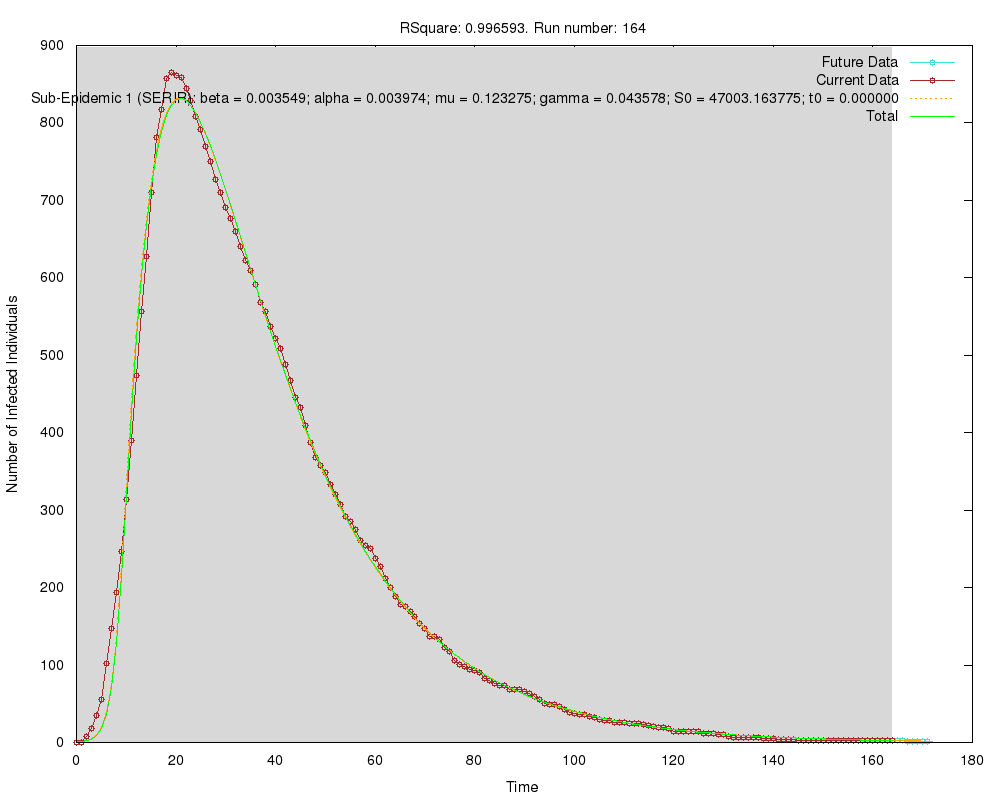 RSquare: 0.996593. Run number: 164
Future Data
Current Data
Sub-Epidemic 1 (SERIR): beta = 0.003549; alpha = 0.003974; mu = 0.123275; gamma = 0.043578; S0 = 47003.163775; t0 = 0.000000
Total
900
800
700
600
500
400
300
200
100
0
Number of Infected Individuals
0 20 40 60 80 100 120 140 160 180
Time